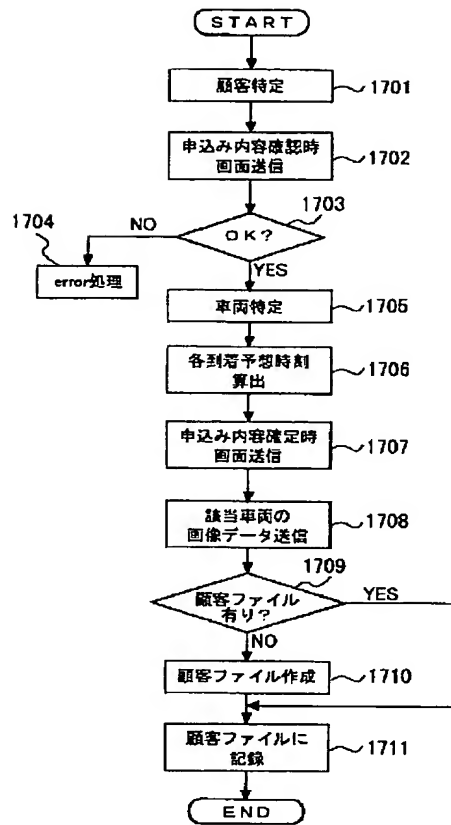 START
顧客特定
1701
申込み内容確認時
画面送信
1702
1703
OK?
NO
YES
1704
error処理
車両特定
1705
各到着予想時刻
算出
1706
申込み内容確定時
画面送信
1707
該当車両の
画像データ送信
1708
1709
顧客ファイル
有り?
YES
NO
顧客ファイル作成
1710
顧客ファイルに
記録
1711
END